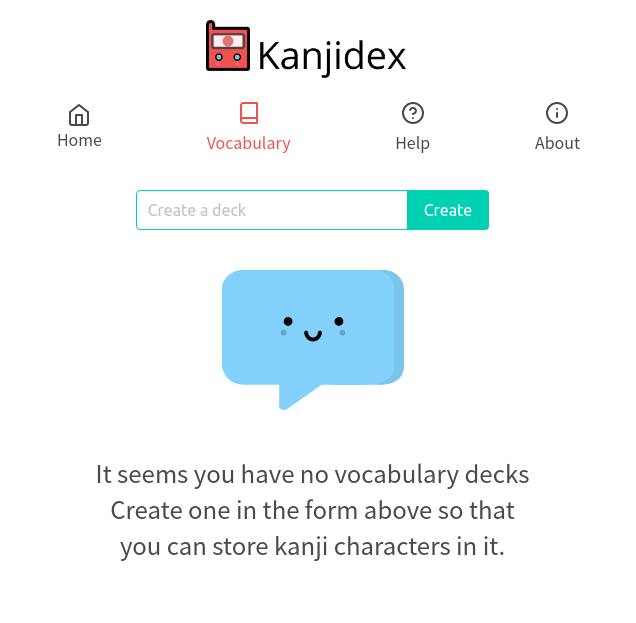 Kanjidex
Home
Vocabulary
Help
About
Create a deck
Create
It seems you have no vocabulary decks
Create one in the form above so that
you can store kanji characters in it.